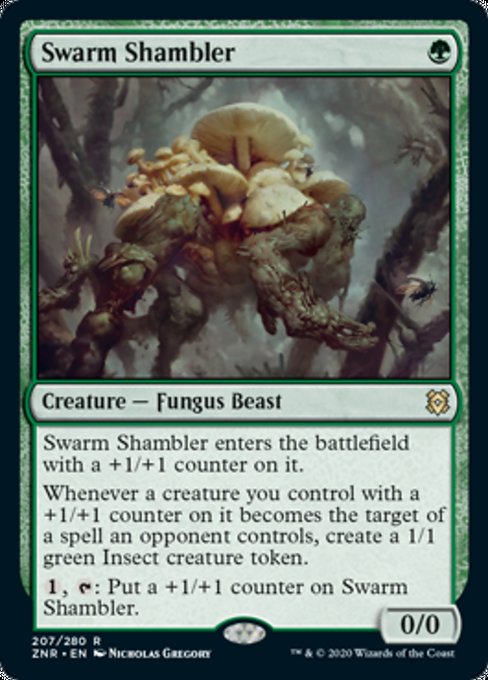 Swarm Shambler
Creature — Fungus Beast
Swarm Shambler enters the battlefield
with a +1/+1 counter on it.
Whenever a creature you control with a
+1/+1 counter on it becomes the target of
a spell an opponent controls, create a 1/1
green Insect creature token.
1, T: Put a +1/+1 counter on Swarm
Shambler.
0/0
207/280 R
ZNR • EN Nicholas Gregory
™ & © 2020 Wizards of the Coast